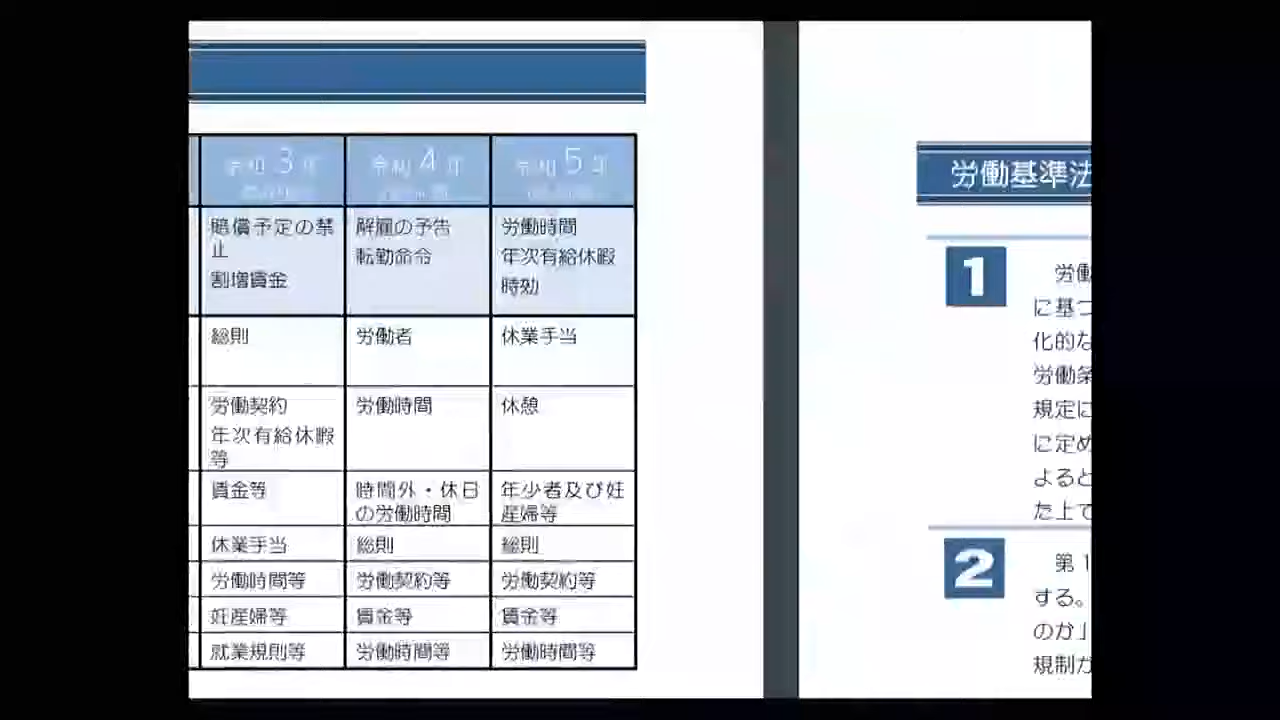 令和3年
令和4年
令和5年
賠償予定の禁
止
割増賃金
解雇の予告
転勤命令
労働時間
年次有給休暇
時効
総則
労働者
休業手当
労働契約
年次有給休暇
等
労働時間
休憩
賃金等
時間外・休日
の労働時間
年少者及び妊
産婦等
休業手当
総則
総則
労働時間等
労働契約等
労働契約等
妊産婦等
賃金等
賃金等
就業規則等
労働時間等
労働時間等
労働基準法
1
労働
に基づ
化的な
労働条
規定に
に定め
よると
た上で
2
第1
する。
のか」
規制か